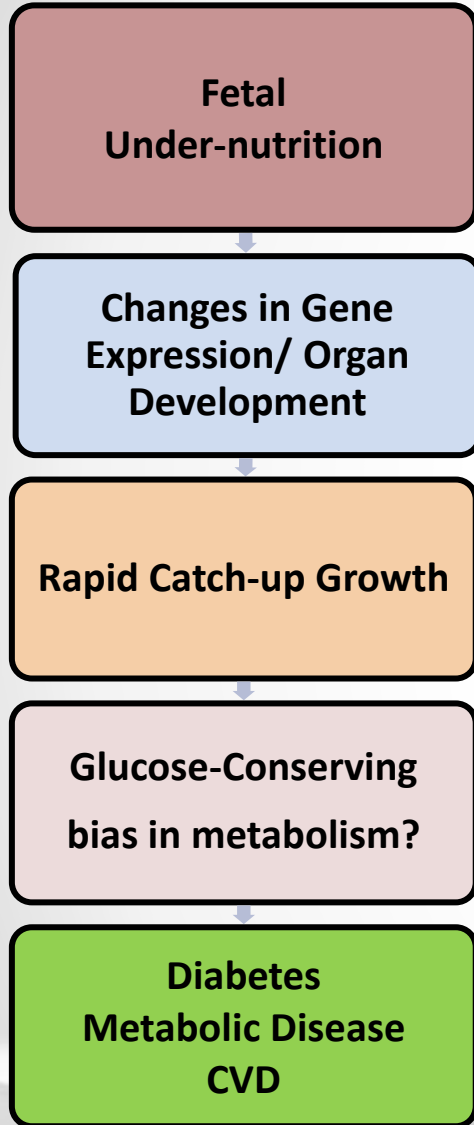 Fetal
Under-nutrition
Changes in Gene
Expression/ Organ
Development
Rapid Catch-up Growth
Glucose-Conserving
bias in metabolism?
Diabetes
Metabolic Disease
CVD